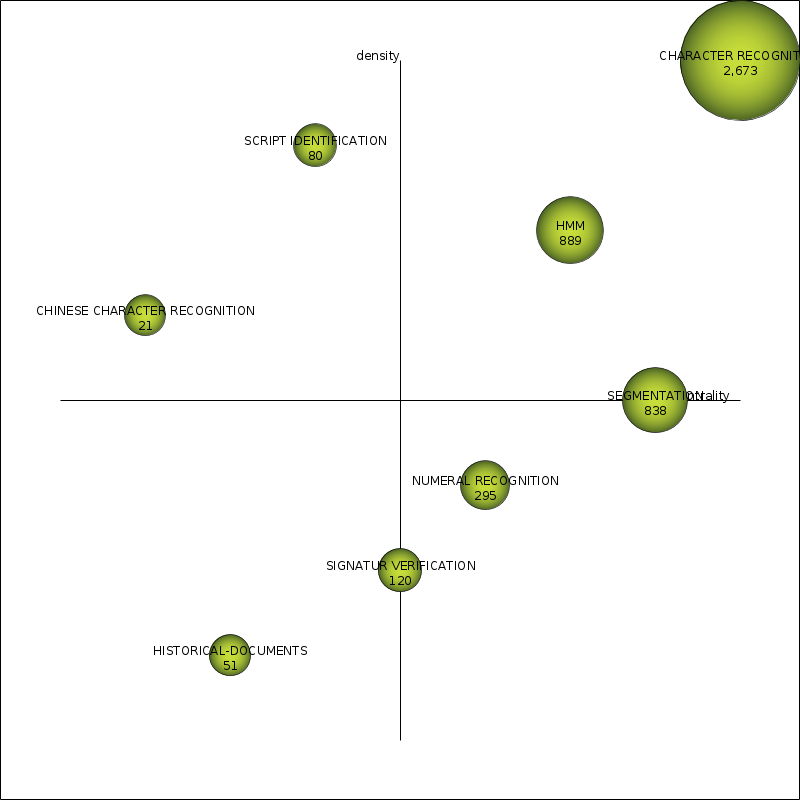 density
CHARACTER RECOGNIT
2,673
SCRIPT IDENTIFICATION
80
HMM
889
CHINESE CHARACTER RECOGNITION
21
SEGMENTATION
838
NUMERAL RECOGNITION
295
SIGNATUR VERIFICATION
120
HISTORICAL-DOCUMENTS
51